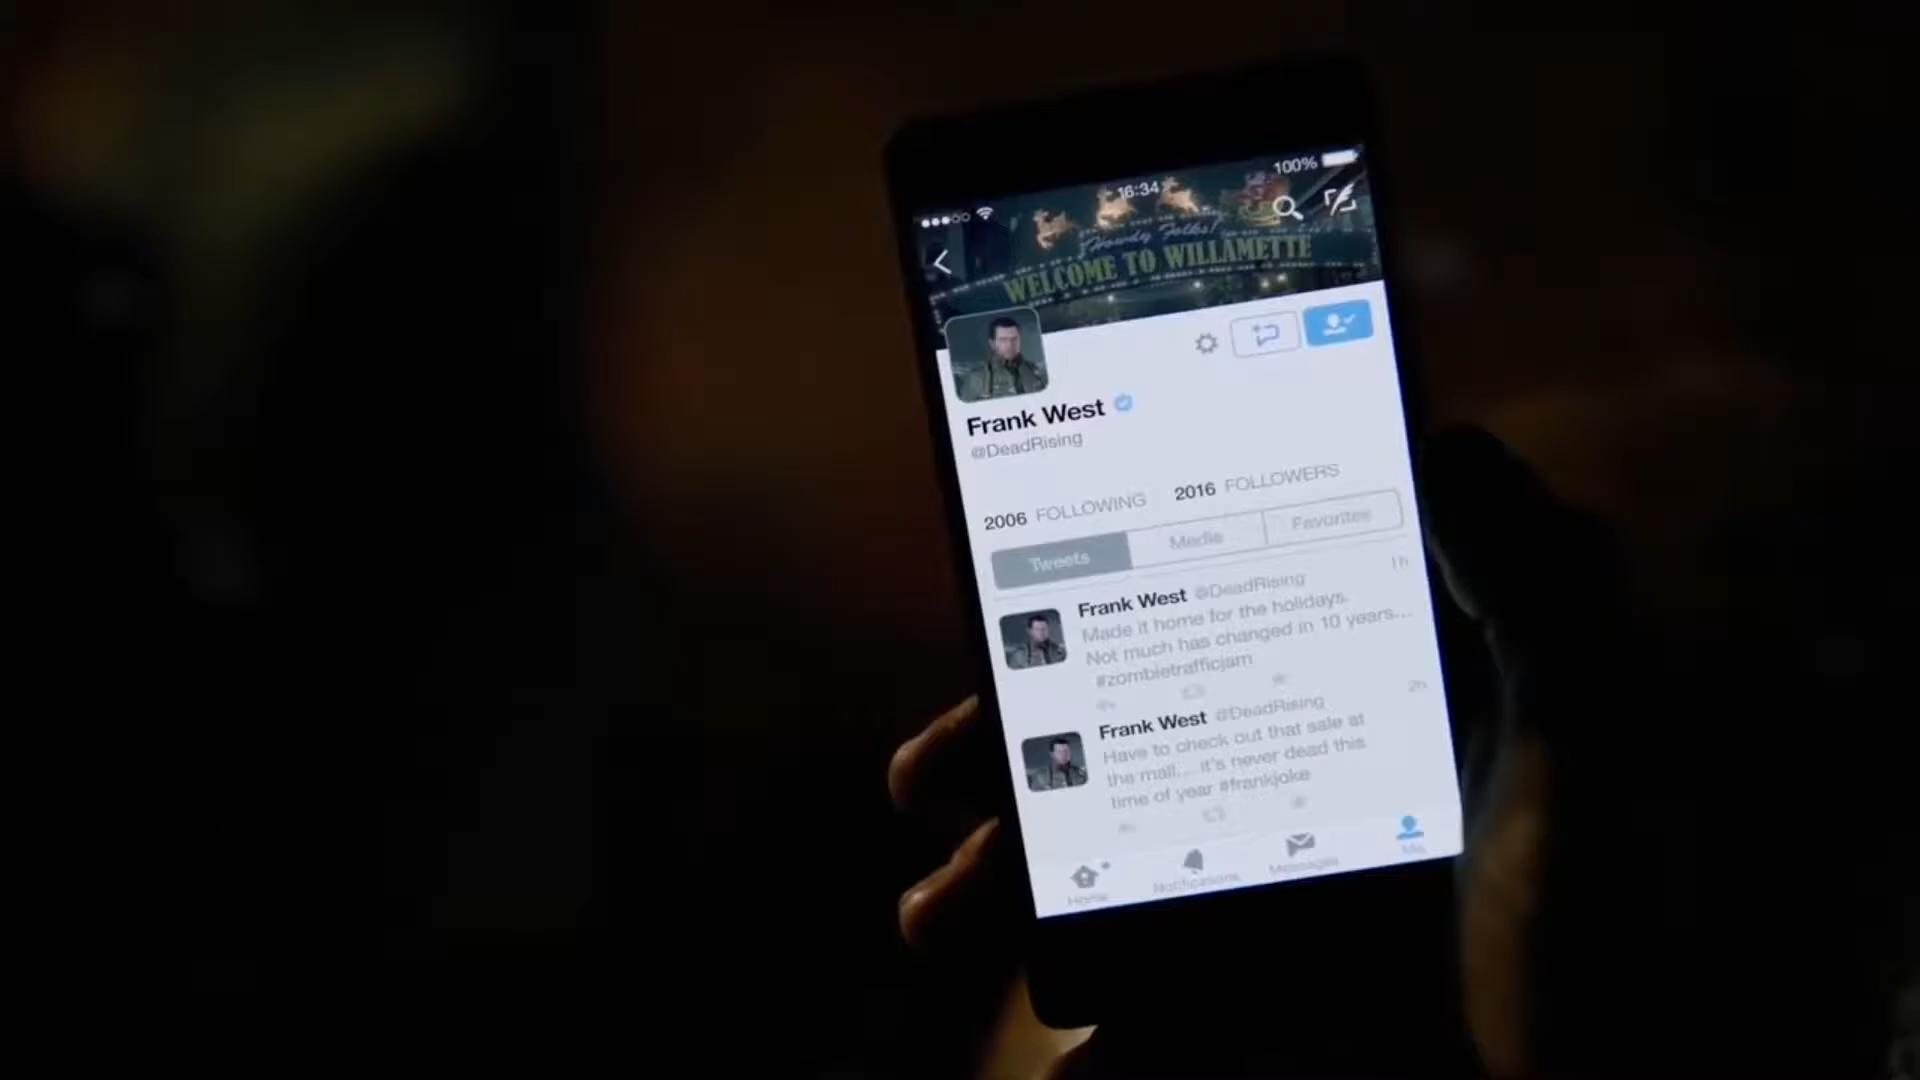 16:34
100%
Howdy Folks!
WELCOME TO WILLAMETTE
Frank West
@DeadRising
2006 FOLLOWING 2016 FOLLOWERS
Tweets Media Favorites
Frank West @DeadRising 1h
Made it home for the holidays.
Not much has changed in 10 years...
#zombietrafficjam
Frank West @DeadRising 2h
Have to check out that sale at
the mall... it's never dead this
time of year #frankjoke
Home Notifications Messages Me